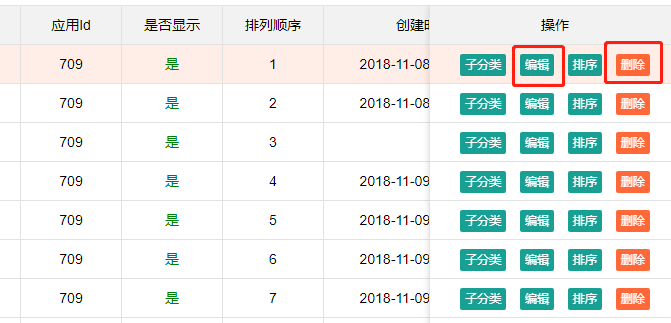 应用Id 是否显示 排列顺序 创建时 操作
709 是 1 2018-11-08 子分类 编辑 排序 删除
709 是 2 2018-11-08 子分类 编辑 排序 删除
709 是 3 子分类 编辑 排序 删除
709 是 4 2018-11-09 子分类 编辑 排序 删除
709 是 5 2018-11-09 子分类 编辑 排序 删除
709 是 6 2018-11-09 子分类 编辑 排序 删除
709 是 7 2018-11-09 子分类 编辑 排序 删除